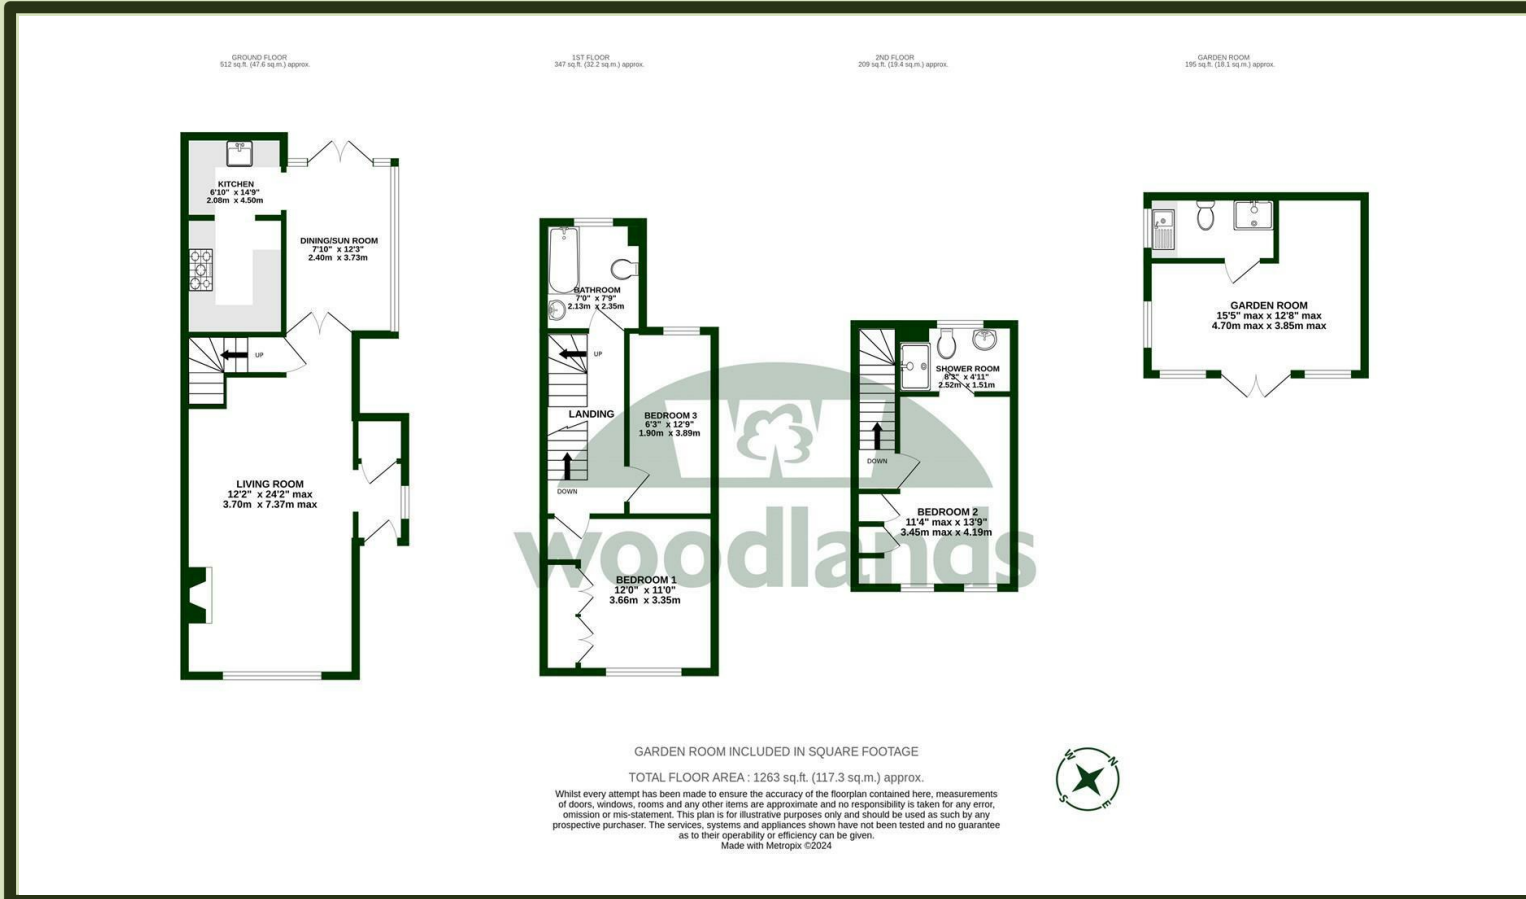 GROUND FLOOR
512 sq.ft. (47.6 sq.m.) approx.
1ST FLOOR
347 sq.ft. (32.2 sq.m.) approx.
2ND FLOOR
209 sq.ft. (19.4 sq.m.) approx.
GARDEN ROOM
195 sq.ft. (18.1 sq.m.) approx.
KITCHEN
6'10" x 14'9"
2.08m x 4.50m
DINING/SUN ROOM
7'10" x 12'3"
2.40m x 3.73m
UP
LIVING ROOM
12'2" x 24'2" max
3.70m x 7.37m max
BATHROOM
7'0" x 7'9"
2.13m x 2.35m
UP
LANDING
DOWN
BEDROOM 3
6'3" x 12'9"
1.90m x 3.89m
BEDROOM 1
12'0" x 11'0"
3.66m x 3.35m
SHOWER ROOM
8'3" x 4'11"
2.52m x 1.51m
DOWN
BEDROOM 2
11'4" max x 13'9"
3.45m max x 4.19m
GARDEN ROOM
15'5" max x 12'8" max
4.70m max x 3.85m max
woodlands
GARDEN ROOM INCLUDED IN SQUARE FOOTAGE
TOTAL FLOOR AREA : 1263 sq.ft. (117.3 sq.m.) approx.
Whilst every attempt has been made to ensure the accuracy of the floorplan contained here, measurements
of doors, windows, rooms and any other items are approximate and no responsibility is taken for any error,
omission or mis-statement. This plan is for illustrative purposes only and should be used as such by any
prospective purchaser. The services, systems and appliances shown have not been tested and no guarantee
as to their operability or efficiency can be given.
Made with Metropix ©2024
W
N
S
E